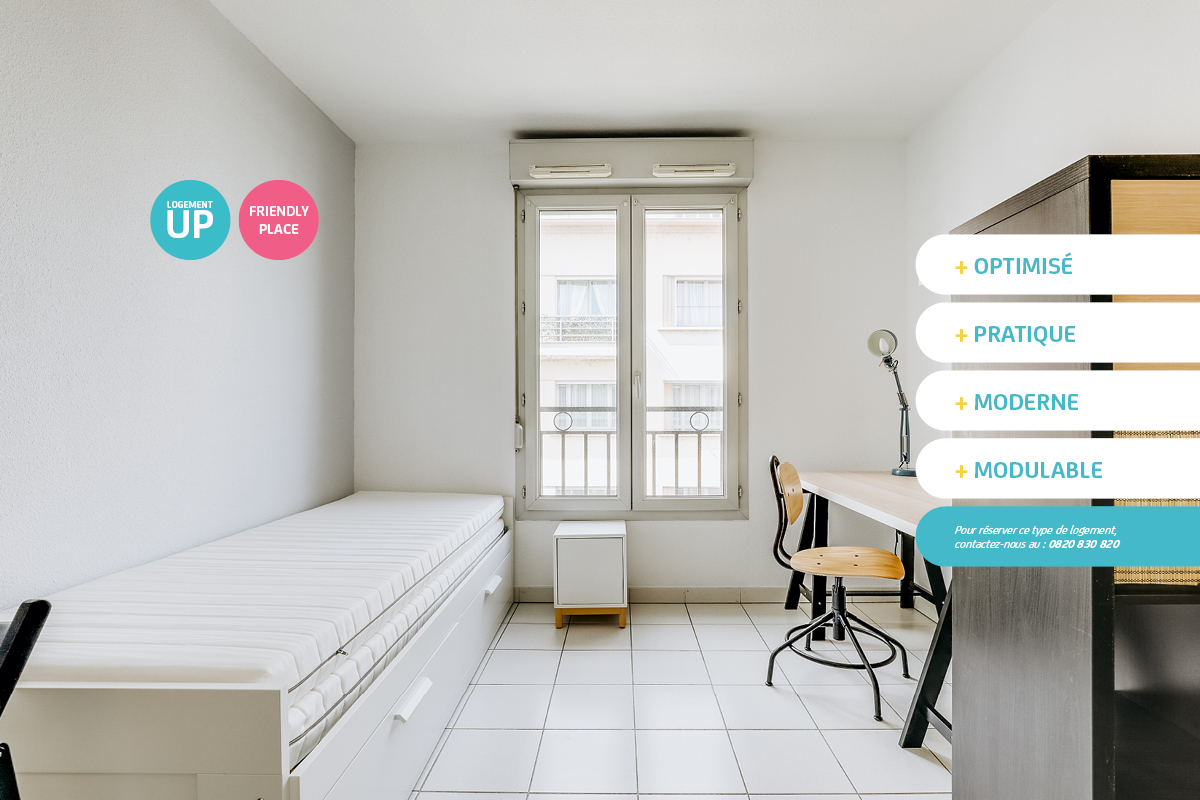 LOGEMENT
UP
FRIENDLY
PLACE
+ OPTIMISÉ
+ PRATIQUE
+ MODERNE
+ MODULABLE
Pour réserver ce type de logement,
contactez-nous au : 0820 830 820